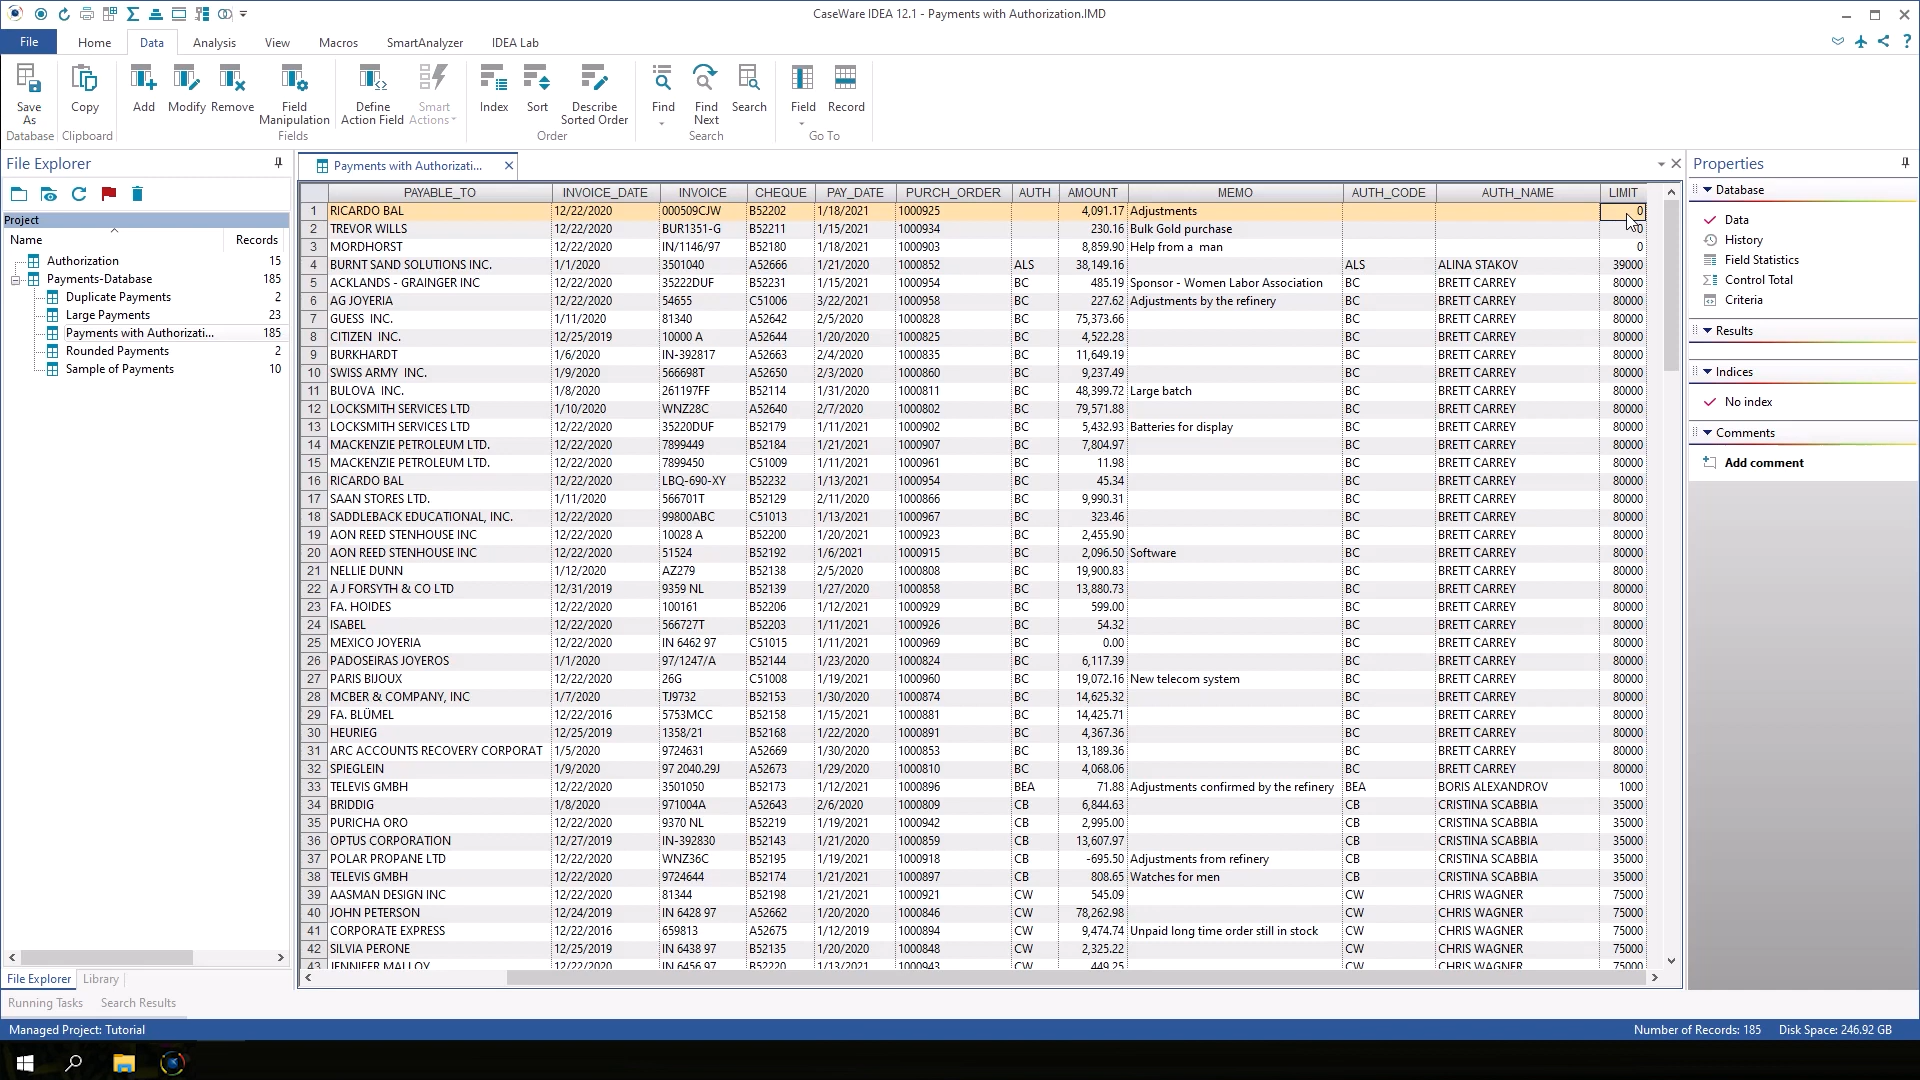 CaseWare IDEA 12.1 - Payments with Authorization.IMD
File Home Data Analysis View Macros SmartAnalyzer IDEA Lab
Save As
Copy
Add
Modify
Remove
Field Manipulation
Define Action Field
Smart Actions
Index
Sort
Describe Sorted Order
Find
Find Next
Search
Field
Record
Database Clipboard Fields Order Search Go To
File Explorer
Project
Name Records
Authorization 15
Payments-Database 185
Duplicate Payments 2
Large Payments 23
Payments with Authorizati... 185
Rounded Payments 2
Sample of Payments 10
File Explorer Library
Running Tasks Search Results
Payments with Authorizati...
PAYABLE_TO INVOICE_DATE INVOICE CHEQUE PAY_DATE PURCH_ORDER AUTH AMOUNT MEMO AUTH_CODE AUTH_NAME LIMIT
1 RICARDO BAL 12/22/2020 000509CJW B52202 1/18/2021 1000925 4,091.17 Adjustments 0
2 TREVOR WILLS 12/22/2020 BUR1351-G B52211 1/15/2021 1000934 230.16 Bulk Gold purchase 0
3 MORDHORST 12/22/2020 IN/1146/97 B52180 1/18/2021 1000903 8,859.90 Help from a man 0
4 BURNT SAND SOLUTIONS INC. 1/1/2020 3501040 A52666 1/21/2020 1000852 ALS 38,149.16 ALS ALINA STAKOV 39000
5 ACKLANDS - GRAINGER INC 12/22/2020 35222DUF B52231 1/15/2021 1000954 BC 485.19 Sponsor - Women Labor Association BC BRETT CARREY 80000
6 AG JOYERIA 12/22/2020 54655 C51006 3/22/2021 1000958 BC 227.62 Adjustments by the refinery BC BRETT CARREY 80000
7 GUESS INC. 1/11/2020 81340 A52642 2/5/2020 1000828 BC 75,373.66 BC BRETT CARREY 80000
8 CITIZEN INC. 12/25/2019 10000 A A52644 1/20/2020 1000825 BC 4,522.28 BC BRETT CARREY 80000
9 BURKHARDT 1/6/2020 IN-392817 A52663 2/4/2020 1000835 BC 11,649.19 BC BRETT CARREY 80000
10 SWISS ARMY INC. 1/9/2020 566698T A52650 2/3/2020 1000860 BC 9,237.49 BC BRETT CARREY 80000
11 BULOVA INC. 1/8/2020 261197FF B52114 1/31/2020 1000811 BC 48,399.72 Large batch BC BRETT CARREY 80000
12 LOCKSMITH SERVICES LTD 1/10/2020 WNZ28C A52640 2/7/2020 1000802 BC 79,571.88 BC BRETT CARREY 80000
13 LOCKSMITH SERVICES LTD 12/22/2020 35220DUF B52179 1/11/2021 1000902 BC 5,432.93 Batteries for display BC BRETT CARREY 80000
14 MACKENZIE PETROLEUM LTD. 12/22/2020 7899449 B52184 1/21/2021 1000907 BC 7,804.97 BC BRETT CARREY 80000
15 MACKENZIE PETROLEUM LTD. 12/22/2020 7899450 C51009 1/11/2021 1000961 BC 11.98 BC BRETT CARREY 80000
16 RICARDO BAL 12/22/2020 LBQ-690-XY B52232 1/13/2021 1000954 BC 45.34 BC BRETT CARREY 80000
17 SAAN STORES LTD. 1/11/2020 566701T B52129 2/11/2020 1000866 BC 9,990.31 BC BRETT CARREY 80000
18 SADDLEBACK EDUCATIONAL, INC. 12/22/2020 99800ABC C51013 1/13/2021 1000967 BC 323.46 BC BRETT CARREY 80000
19 AON REED STENHOUSE INC 12/22/2020 10028 A B52200 1/20/2021 1000923 BC 2,455.90 BC BRETT CARREY 80000
20 AON REED STENHOUSE INC 12/22/2020 51524 B52192 1/6/2021 1000915 BC 2,096.50 Software BC BRETT CARREY 80000
21 NELLIE DUNN 1/12/2020 AZ279 B52138 2/5/2020 1000808 BC 19,900.83 BC BRETT CARREY 80000
22 A J FORSYTH & CO LTD 12/31/2019 9359 NL B52139 1/27/2020 1000858 BC 13,880.73 BC BRETT CARREY 80000
23 FA. HOIDES 12/22/2020 100161 B52206 1/12/2021 1000929 BC 599.00 BC BRETT CARREY 80000
24 ISABEL 12/22/2020 566727T B52203 1/11/2021 1000926 BC 54.32 BC BRETT CARREY 80000
25 MEXICO JOYERIA 12/22/2020 IN 6462 97 C51015 1/11/2021 1000969 BC 0.00 BC BRETT CARREY 80000
26 PADOSEIRAS JOYEROS 1/1/2020 97/1247/A B52144 1/23/2020 1000824 BC 6,117.39 BC BRETT CARREY 80000
27 PARIS BIJOUX 12/22/2020 26G C51008 1/19/2021 1000960 BC 19,072.16 New telecom system BC BRETT CARREY 80000
28 MCBER & COMPANY, INC 1/7/2020 TJ9732 B52153 1/30/2020 1000874 BC 14,625.32 BC BRETT CARREY 80000
29 FA. BLÜMEL 12/22/2016 5753MCC B52158 1/15/2021 1000881 BC 14,425.71 BC BRETT CARREY 80000
30 HEURIEG 12/25/2019 1358/21 B52168 1/22/2020 1000891 BC 4,367.36 BC BRETT CARREY 80000
31 ARC ACCOUNTS RECOVERY CORPORAT 1/5/2020 9724631 A52669 1/30/2020 1000853 BC 13,189.36 BC BRETT CARREY 80000
32 SPIEGLEIN 1/9/2020 97 2040.29J A52673 1/29/2020 1000810 BC 4,068.06 BC BRETT CARREY 80000
33 TELEVIS GMBH 12/22/2020 3501050 B52173 1/12/2021 1000896 BEA 71.88 Adjustments confirmed by the refinery BEA BORIS ALEXANDROV 1000
34 BRIDDIG 1/8/2020 971004A A52643 2/6/2020 1000809 CB 6,844.63 CB CRISTINA SCABBIA 35000
35 PURICHA ORO 12/22/2020 9370 NL B52219 1/19/2021 1000942 CB 2,995.00 CB CRISTINA SCABBIA 35000
36 OPTUS CORPORATION 12/27/2019 IN-392830 B52143 1/21/2020 1000859 CB 13,607.97 CB CRISTINA SCABBIA 35000
37 POLAR PROPANE LTD 12/22/2020 WNZ36C B52195 1/19/2021 1000918 CB -695.50 Adjustments from refinery CB CRISTINA SCABBIA 35000
38 TELEVIS GMBH 12/22/2020 9724644 B52174 1/21/2021 1000897 CB 808.65 Watches for men CB CRISTINA SCABBIA 35000
39 AASMAN DESIGN INC 12/22/2020 81344 B52198 1/21/2021 1000921 CW 545.09 CW CHRIS WAGNER 75000
40 JOHN PETERSON 12/24/2019 IN 6428 97 A52662 1/20/2020 1000846 CW 78,262.98 CW CHRIS WAGNER 75000
41 CORPORATE EXPRESS 12/22/2016 659813 A52675 1/12/2019 1000894 CW 9,474.74 Unpaid long time order still in stock CW CHRIS WAGNER 75000
42 SILVIA PERONE 12/25/2019 IN 6438 97 B52135 1/20/2020 1000848 CW 2,325.22 CW CHRIS WAGNER 75000
43 JENNIFER MALLOY 12/22/2020 IN 6456 97 B52220 1/13/2021 1000943 CW 449.25 CW CHRIS WAGNER 75000
Properties
Database
Data
History
Field Statistics
Control Total
Criteria
Results
Indices
No index
Comments
Add comment
Managed Project: Tutorial Number of Records: 185 Disk Space: 246.92 GB